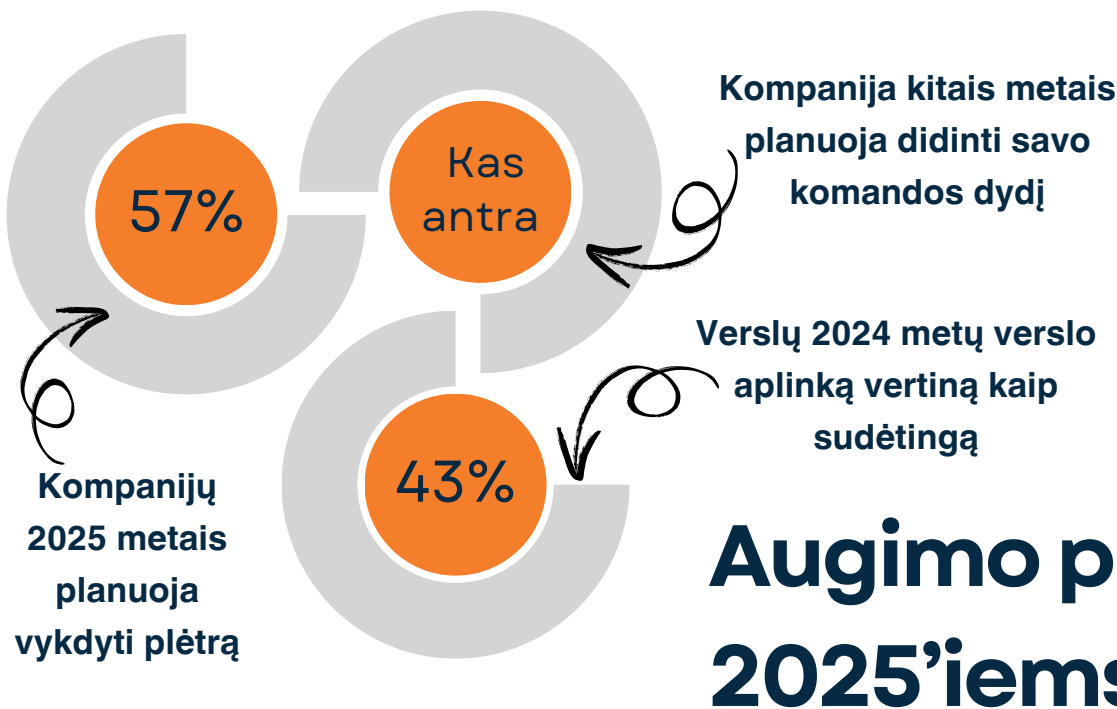 57%
Kompanijų
2025 metais
planuoja
vykdyti plėtrą
Kas
antra
Kompanija kitais metais
planuoja didinti savo
komandos dydį
43%
Verslų 2024 metų verslo
aplinką vertiną kaip
sudėtingą
Augimo
2025’iems